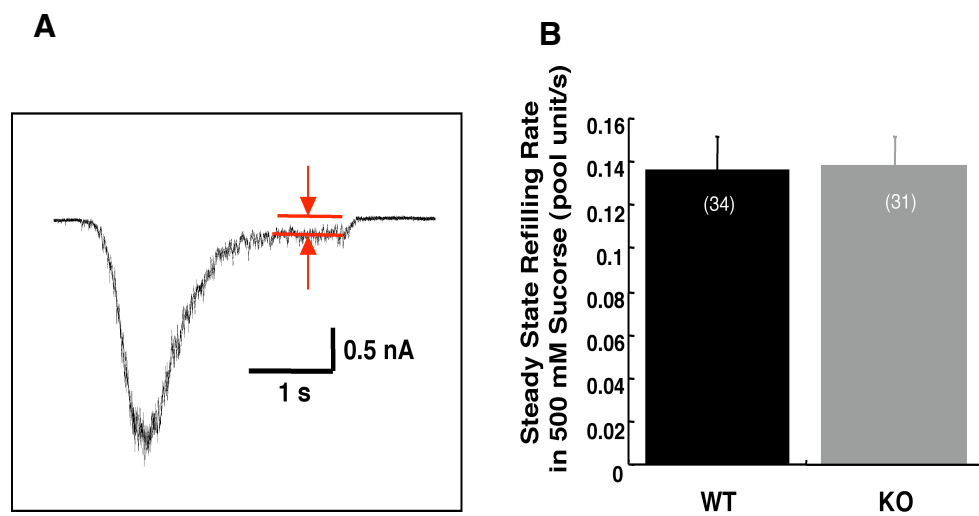 A
0.5 nA
1 s
B
Steady State Refilling Rate
in 500 mM Sucorse (pool unit/s)
0.16
0.14
0.12
0.1
0.08
0.06
0.04
0.02
0
(34)
(31)
WT
KO